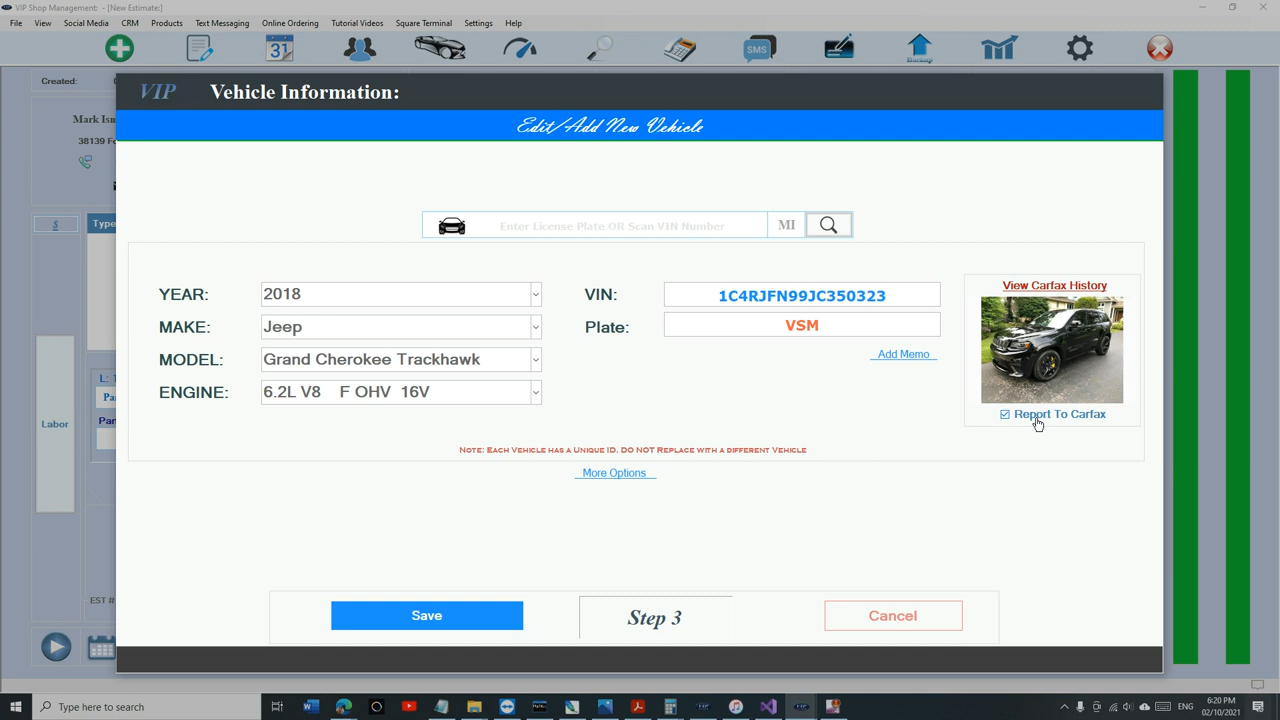 VIP Shop Management: - [New Estimate:]
File View Social Media CRM Products Text Messaging Online Ordering Tutorial Videos Square Terminal Settings Help
31
SMS
Backup
Created:
VIP Vehicle Information:
Edit/Add New Vehicle
Mark Ism
38139 Fo
Enter License Plate OR Scan VIN Number MI
$
Type
YEAR: 2018
VIN: 1C4RJFN99JC350323
View Carfax History
MAKE: Jeep
Plate: VSM
MODEL: Grand Cherokee Trackhawk
Add Memo
ENGINE: 6.2L V8 F OHV 16V
Report To Carfax
Labor
Note: Each Vehicle has a Unique ID. DO NOT Replace with a different Vehicle
More Options
EST #
Save
Step 3
Cancel
Type here to search
ENG
6:20 PM
02/10/2021